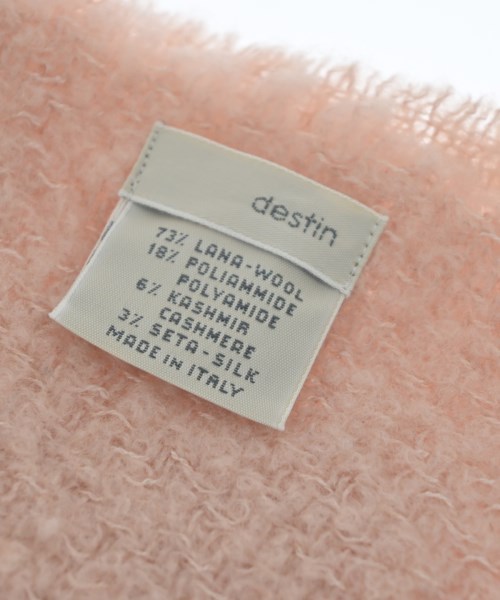 destin
73% LANA-WOOL
18% POLIAMMIDE
POLYAMIDE
6% KASHMIR
CASHMERE
3% SETA-SILK
MADE IN ITALY